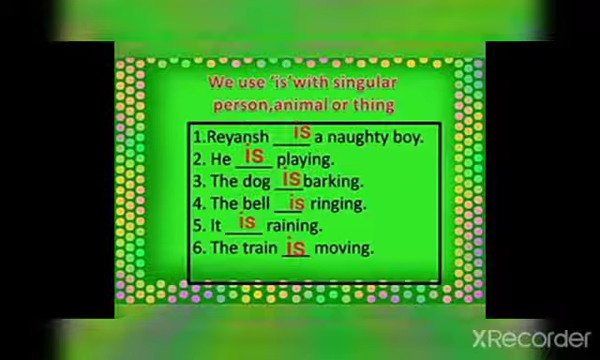 We use 'is'with singular
person,animal or thing
1.Reyansh is a naughty boy.
2. He is playing.
3. The dog is barking.
4. The bell is ringing.
5. It is raining.
6. The train is moving.
XRecorder